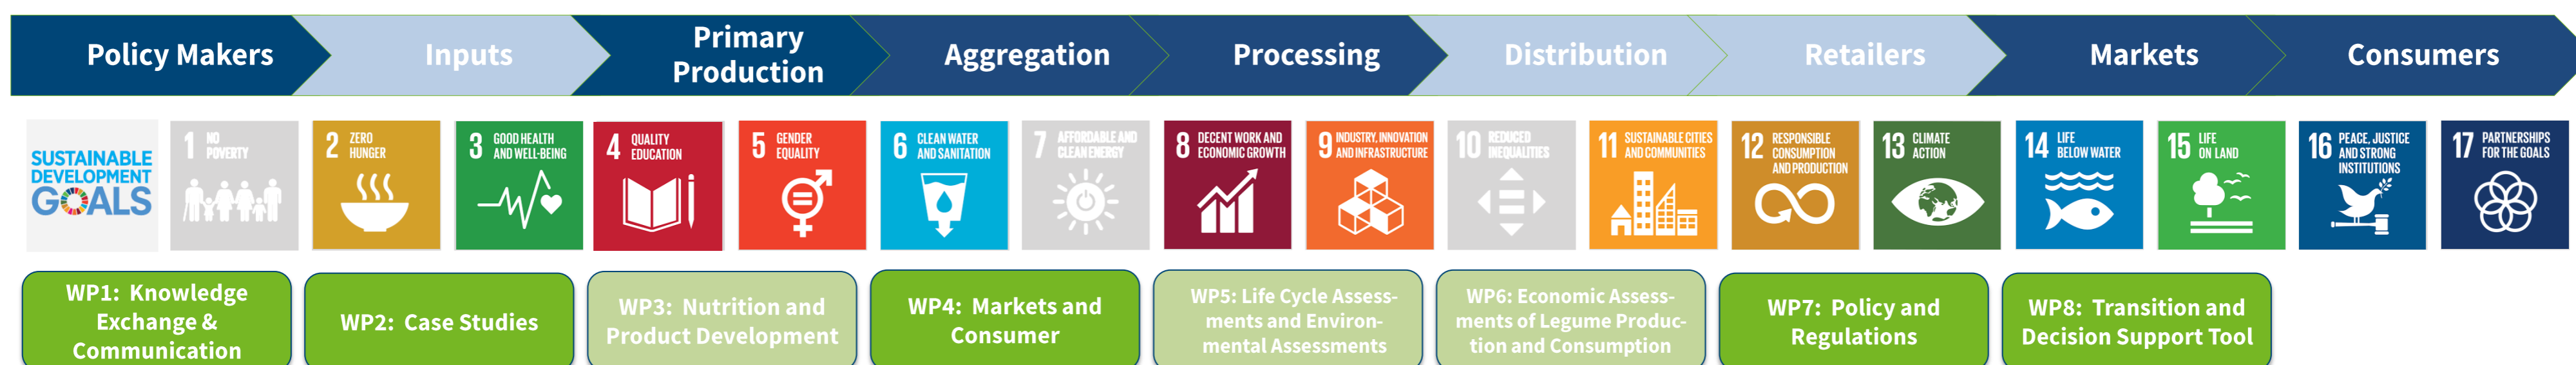 Policy Makers
Inputs
Primary
Production
Aggregation
Processing
Distribution
Retailers
Markets
Consumers
SUSTAINABLE
DEVELOPMENT
GOALS
1 NO
POVERTY
2 ZERO
HUNGER
3 GOOD HEALTH
AND WELL-BEING
4 QUALITY
EDUCATION
5 GENDER
EQUALITY
6 CLEAN WATER
AND SANITATION
7 AFFORDABLE AND
CLEAN ENERGY
8 DECENT WORK AND
ECONOMIC GROWTH
9 INDUSTRY, INNOVATION
AND INFRASTRUCTURE
10 REDUCED
INEQUALITIES
11 SUSTAINABLE CITIES
AND COMMUNITIES
12 RESPONSIBLE
CONSUMPTION
AND PRODUCTION
13 CLIMATE
ACTION
14 LIFE
BELOW WATER
15 LIFE
ON LAND
16 PEACE, JUSTICE
AND STRONG
INSTITUTIONS
17 PARTNERSHIPS
FOR THE GOALS
WP1: Knowledge
Exchange &
Communication
WP2: Case Studies
WP3: Nutrition and
Product Development
WP4: Markets and
Consumer
WP5: Life Cycle Assess-
ments and Environ-
mental Assessments
WP6: Economic Assess-
ments of Legume Produc-
tion and Consumption
WP7: Policy and
Regulations
WP8: Transition and
Decision Support Tool